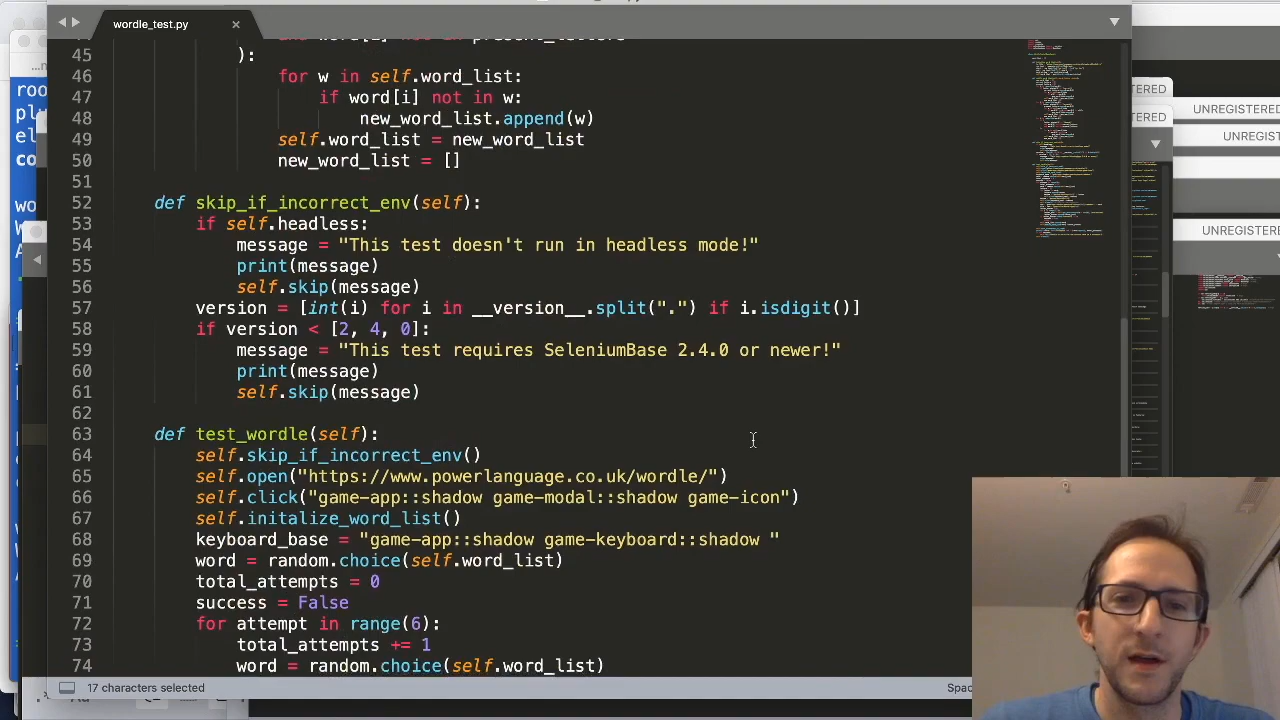 wordle_test.py
45 ):
46 for w in self.word_list:
47 if word[i] not in w:
48 new_word_list.append(w)
49 self.word_list = new_word_list
50 new_word_list = []
51
52 def skip_if_incorrect_env(self):
53 if self.headless:
54 message = "This test doesn't run in headless mode!"
55 print(message)
56 self.skip(message)
57 version = [int(i) for i in __version__.split(".") if i.isdigit()]
58 if version < [2, 4, 0]:
59 message = "This test requires SeleniumBase 2.4.0 or newer!"
60 print(message)
61 self.skip(message)
62
63 def test_wordle(self):
64 self.skip_if_incorrect_env()
65 self.open("https://www.powerlanguage.co.uk/wordle/")
66 self.click("game-app::shadow game-modal::shadow game-icon")
67 self.initalize_word_list()
68 keyboard_base = "game-app::shadow game-keyboard::shadow "
69 word = random.choice(self.word_list)
70 total_attempts = 0
71 success = False
72 for attempt in range(6):
73 total_attempts += 1
74 word = random.choice(self.word_list)
17 characters selected
UNREGISTERED
UNREGISTERED
UNREGISTERED